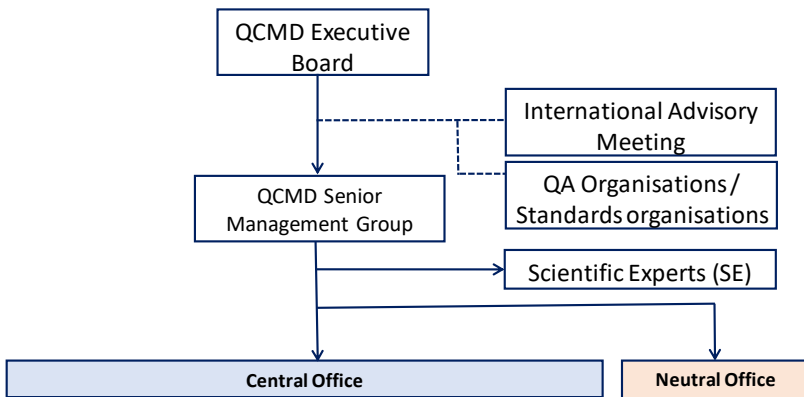 QCMD Executive
Board
International Advisory
Meeting
QA Organisations /
Standards organisations
QCMD Senior
Management Group
Scientific Experts (SE)
Central Office
Neutral Office